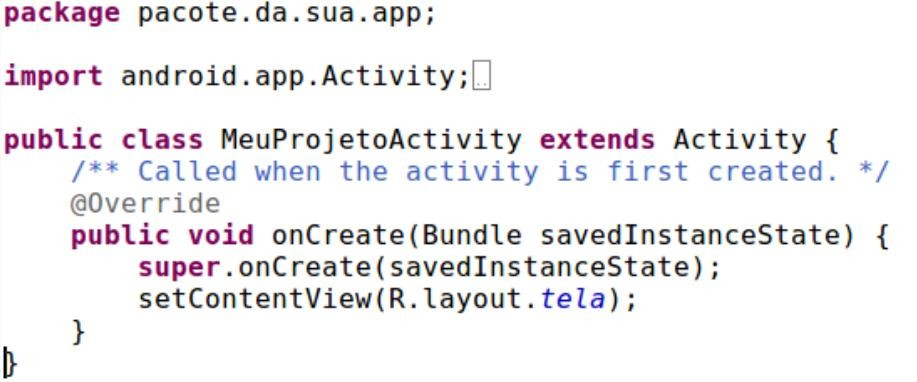 package pacote.da.sua.app;
import android.app.Activity;..
public class MeuProjetoActivity extends Activity {
/** Called when the activity is first created. */
@Override
public void onCreate(Bundle savedInstanceState) {
super.onCreate(savedInstanceState);
setContentView(R.layout.tela);
}
}